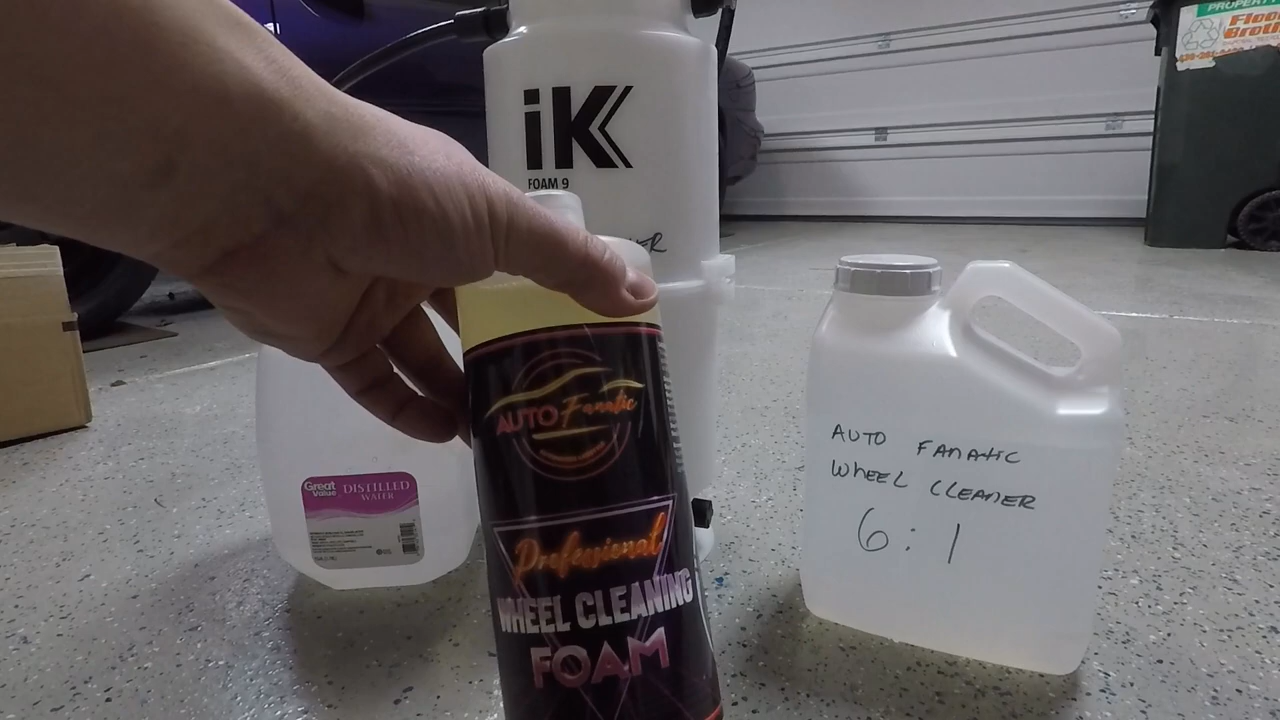 iK
FOAM 9
PROPERTY
AUTO Fanatic
Professional
WHEEL CLEANING
FOAM
Great Value
DISTILLED
WATER
AUTO FANATIC
WHEEL CLEANER
6:1